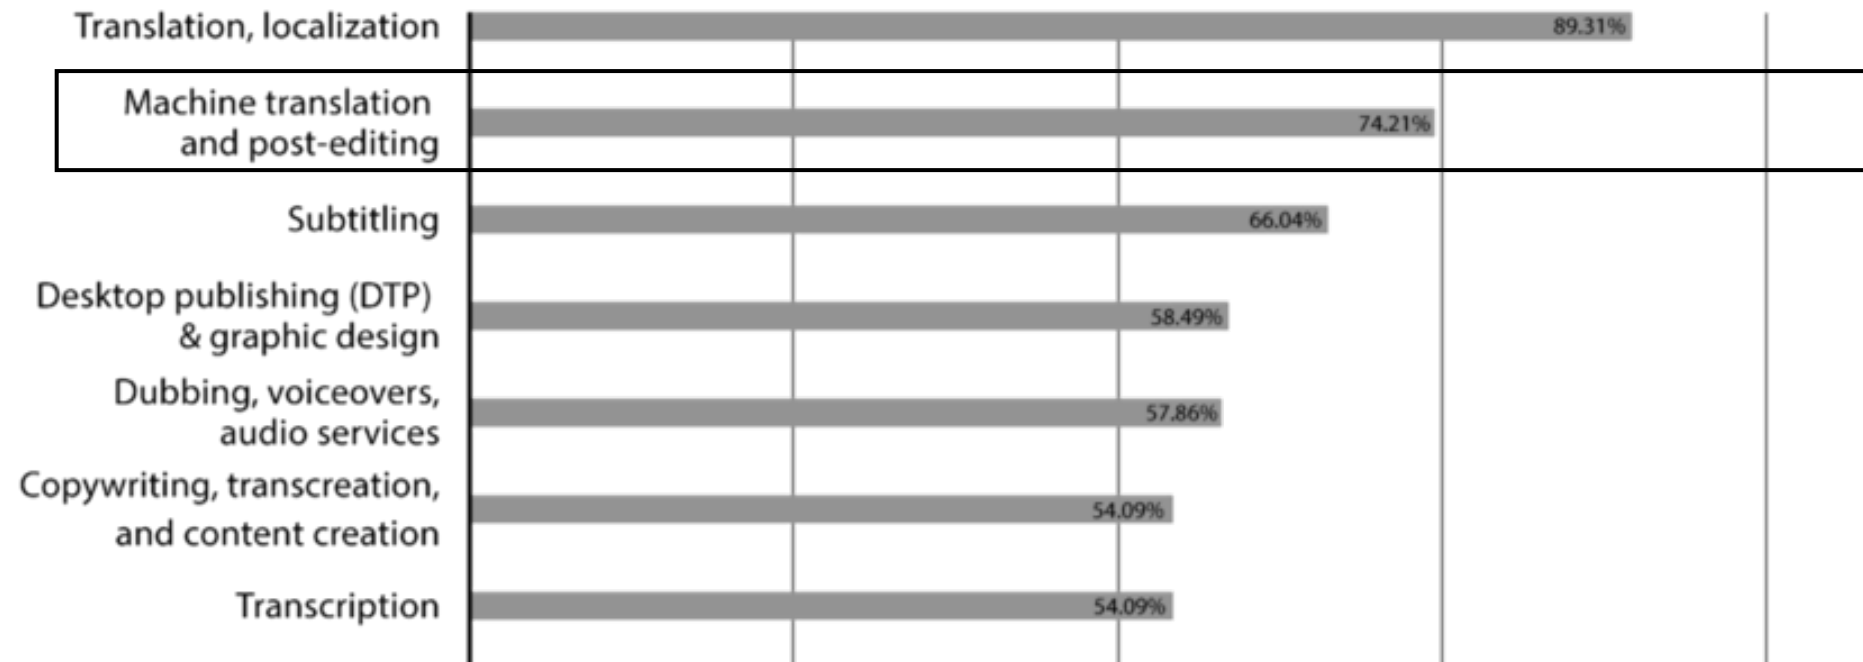 Translation, localization
89.31%
Machine translation
and post-editing
74.21%
Subtitling
66.04%
Desktop publishing (DTP)
& graphic design
58.49%
Dubbing, voiceovers,
audio services
57.86%
Copywriting, transcreation,
and content creation
54.09%
Transcription
54.09%